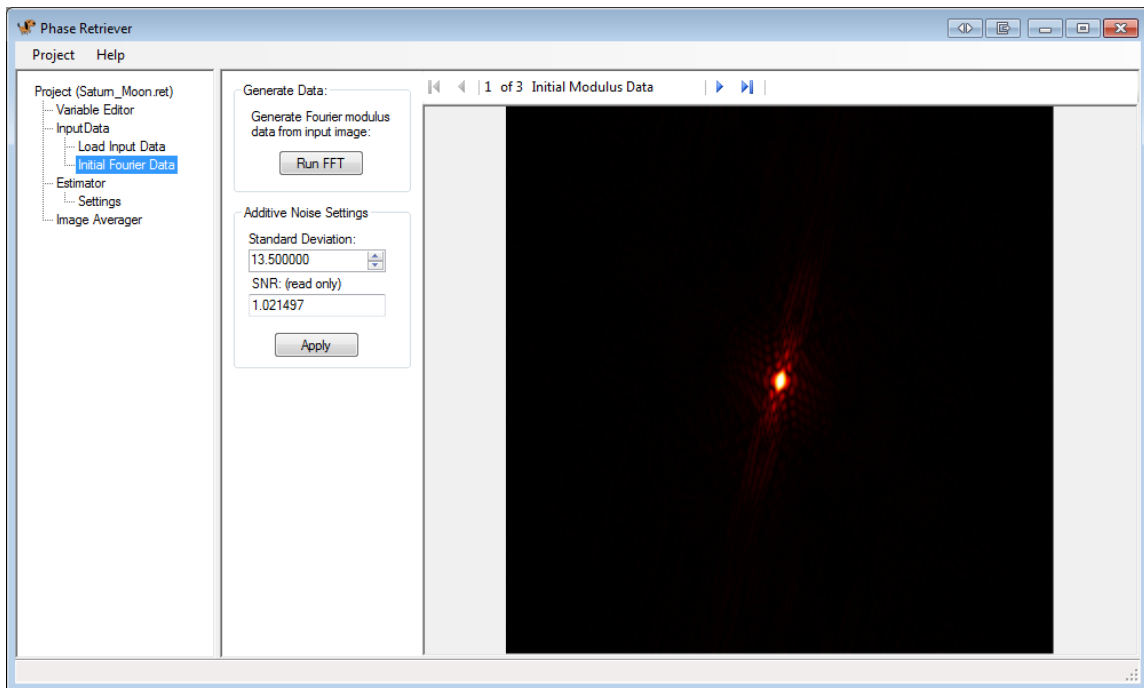 Phase Retriever
Project Help
Project (Saturn_Moon.ret)
Variable Editor
InputData
Load Input Data
Initial Fourier Data
Estimator
Settings
Image Averager
Generate Data:
Generate Fourier modulus
data from input image:
Run FFT
Additive Noise Settings
Standard Deviation:
13.500000
SNR: (read only)
1.021497
Apply
1 of 3 Initial Modulus Data